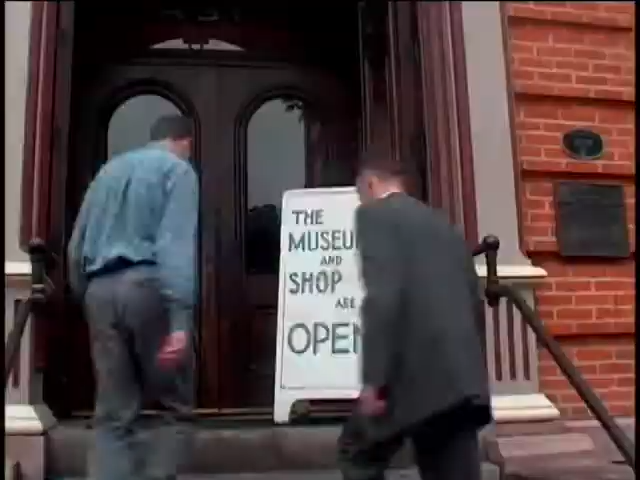 THE
MUSEU
AND
SHOP
ARE
OPEN